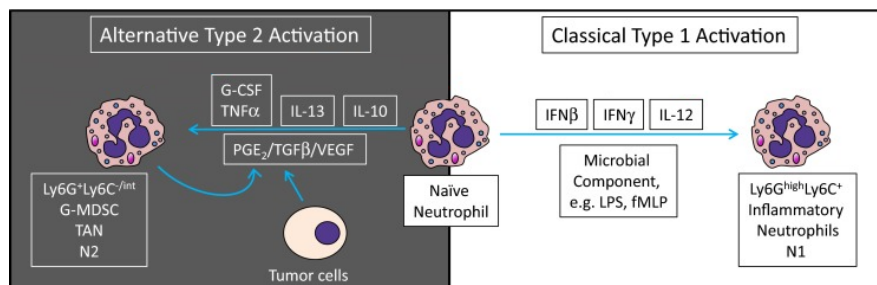 Alternative Type 2 Activation
Classical Type 1 Activation
G-CSF
TNFα
IL-13
IL-10
PGE₂/TGFβ/VEGF
IFNβ
IFNγ
IL-12
Microbial
Component,
e.g. LPS, fMLP
Ly6G⁺Ly6C⁻/ⁱⁿᵗ
G-MDSC
TAN
N2
Tumor cells
Naïve
Neutrophil
Ly6GʰⁱᵍʰLy6C⁺
Inflammatory
Neutrophils
N1